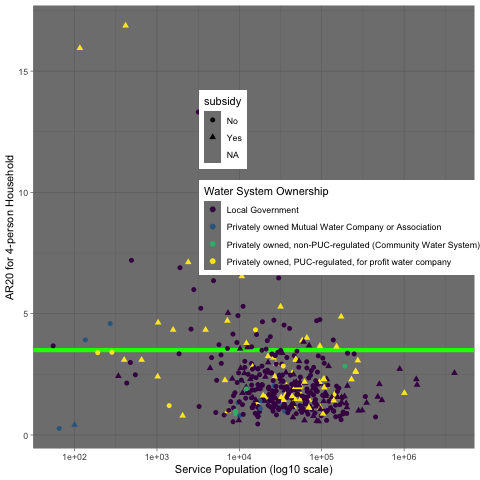 15
10
5
0
AR20 for 4-person Household
subsidy
No
Yes
NA
Water System Ownership
Local Government
Privately owned Mutual Water Company or Association
Privately owned, non-PUC-regulated (Community Water System)
Privately owned, PUC-regulated, for profit water company
1e+02 1e+03 1e+04 1e+05 1e+06
Service Population (log10 scale)